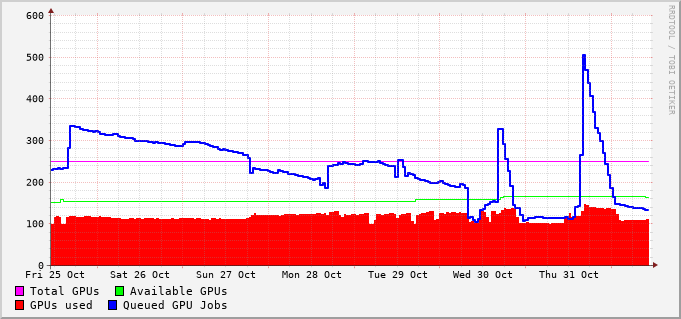 RRDTOOL / TOBI OETIKER
600
500
400
300
200
100
0
Fri 25 Oct Sat 26 Oct Sun 27 Oct Mon 28 Oct Tue 29 Oct Wed 30 Oct Thu 31 Oct
Total GPUs Available GPUs
GPUs used Queued GPU Jobs